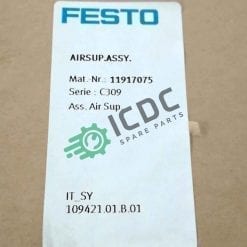 FESTO
AIRSUP.ASSY.
Mat.-Nr.: 11917075
Serie : C309
Ass. Air Sup
ICDC
SPARE PARTS
IT_SY
109421.01.B.01